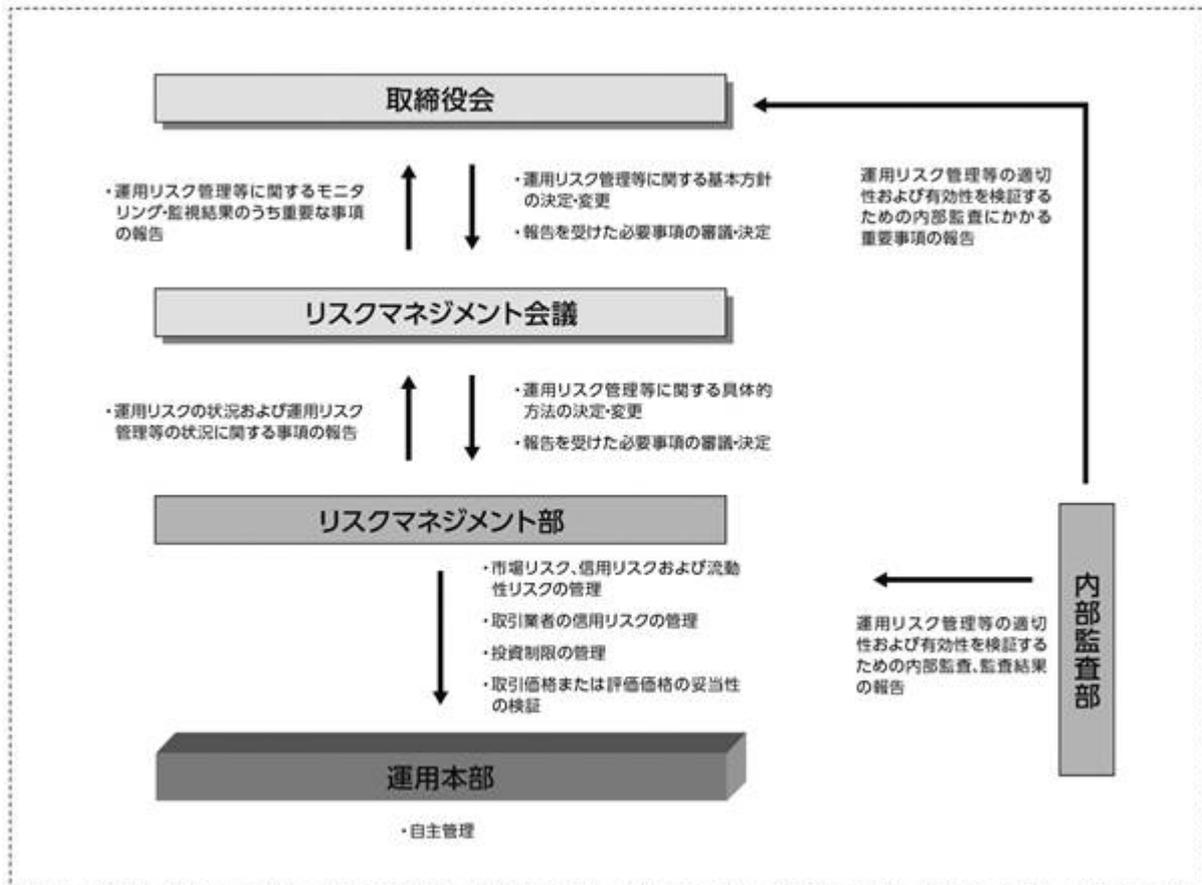 取締役会
・運用リスク管理等に関するモニタ
リング・監視結果のうち重要な事項
の報告
・運用リスク管理等に関する基本方針
の決定・変更
・報告を受けた必要事項の審議・決定
運用リスク管理等の適切
性および有効性を検証する
ための内部監査にかかる
重要事項の報告
リスクマネジメント会議
・運用リスクの状況および運用リスク
管理等の状況に関する事項の報告
・運用リスク管理等に関する具体的
方法の決定・変更
・報告を受けた必要事項の審議・決定
リスクマネジメント部
・市場リスク、信用リスクおよび流動
性リスクの管理
・取引業者の信用リスクの管理
・投資制限の管理
・取引価格または評価価格の妥当性
の検証
運用リスク管理等の適切
性および有効性を検証する
ための内部監査、監査結果
の報告
内部監査部
運用本部
・自主管理